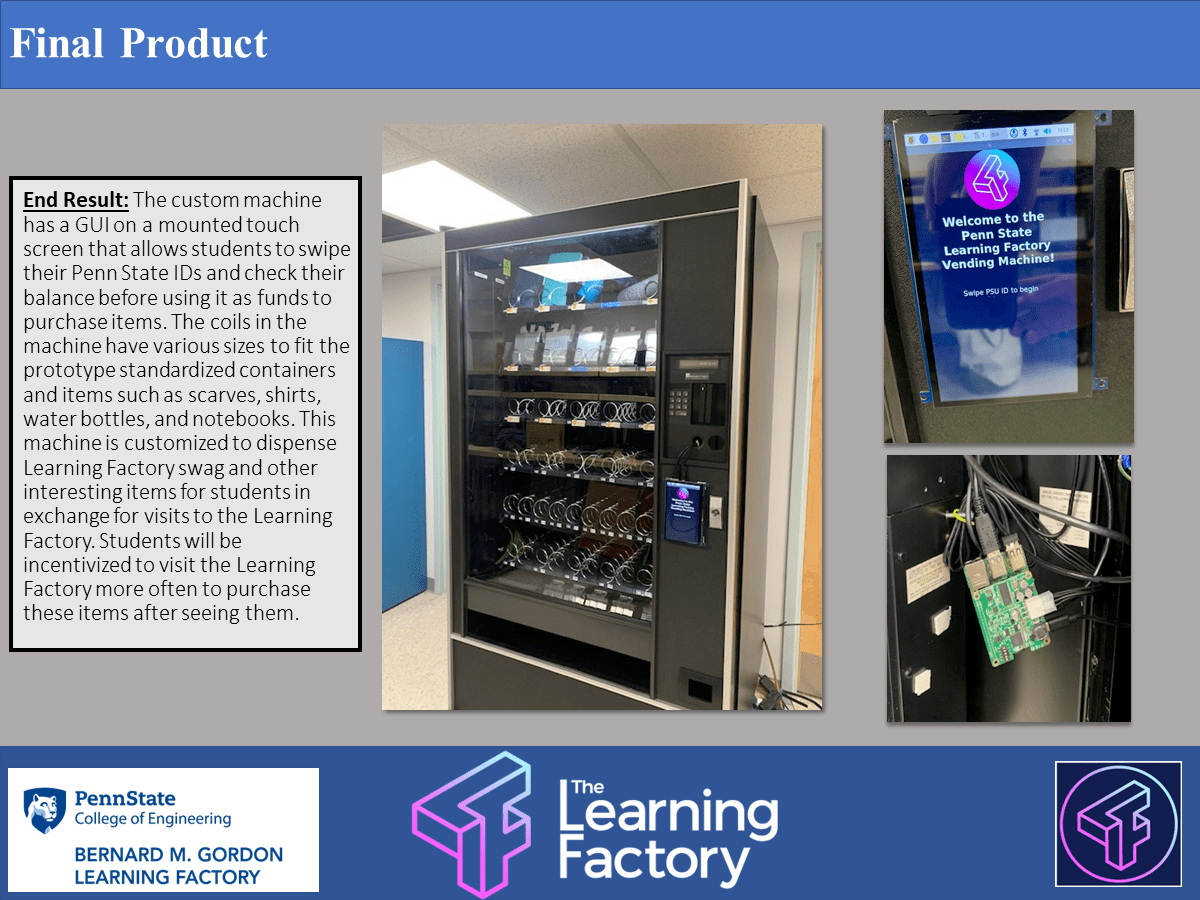 Final Product
End Result: The custom machine
has a GUI on a mounted touch
screen that allows students to swipe
their Penn State IDs and check their
balance before using it as funds to
purchase items. The coils in the
machine have various sizes to fit the
prototype standardized containers
and items such as scarves, shirts,
water bottles, and notebooks. This
machine is customized to dispense
Learning Factory swag and other
interesting items for students in
exchange for visits to the Learning
Factory. Students will be
incentivized to visit the Learning
Factory more often to purchase
these items after seeing them.
Welcome to the
Penn State
Learning Factory
Vending Machine!
Swipe PSU ID to begin
PennState
College of Engineering
BERNARD M. GORDON
LEARNING FACTORY
The
Learning
Factory